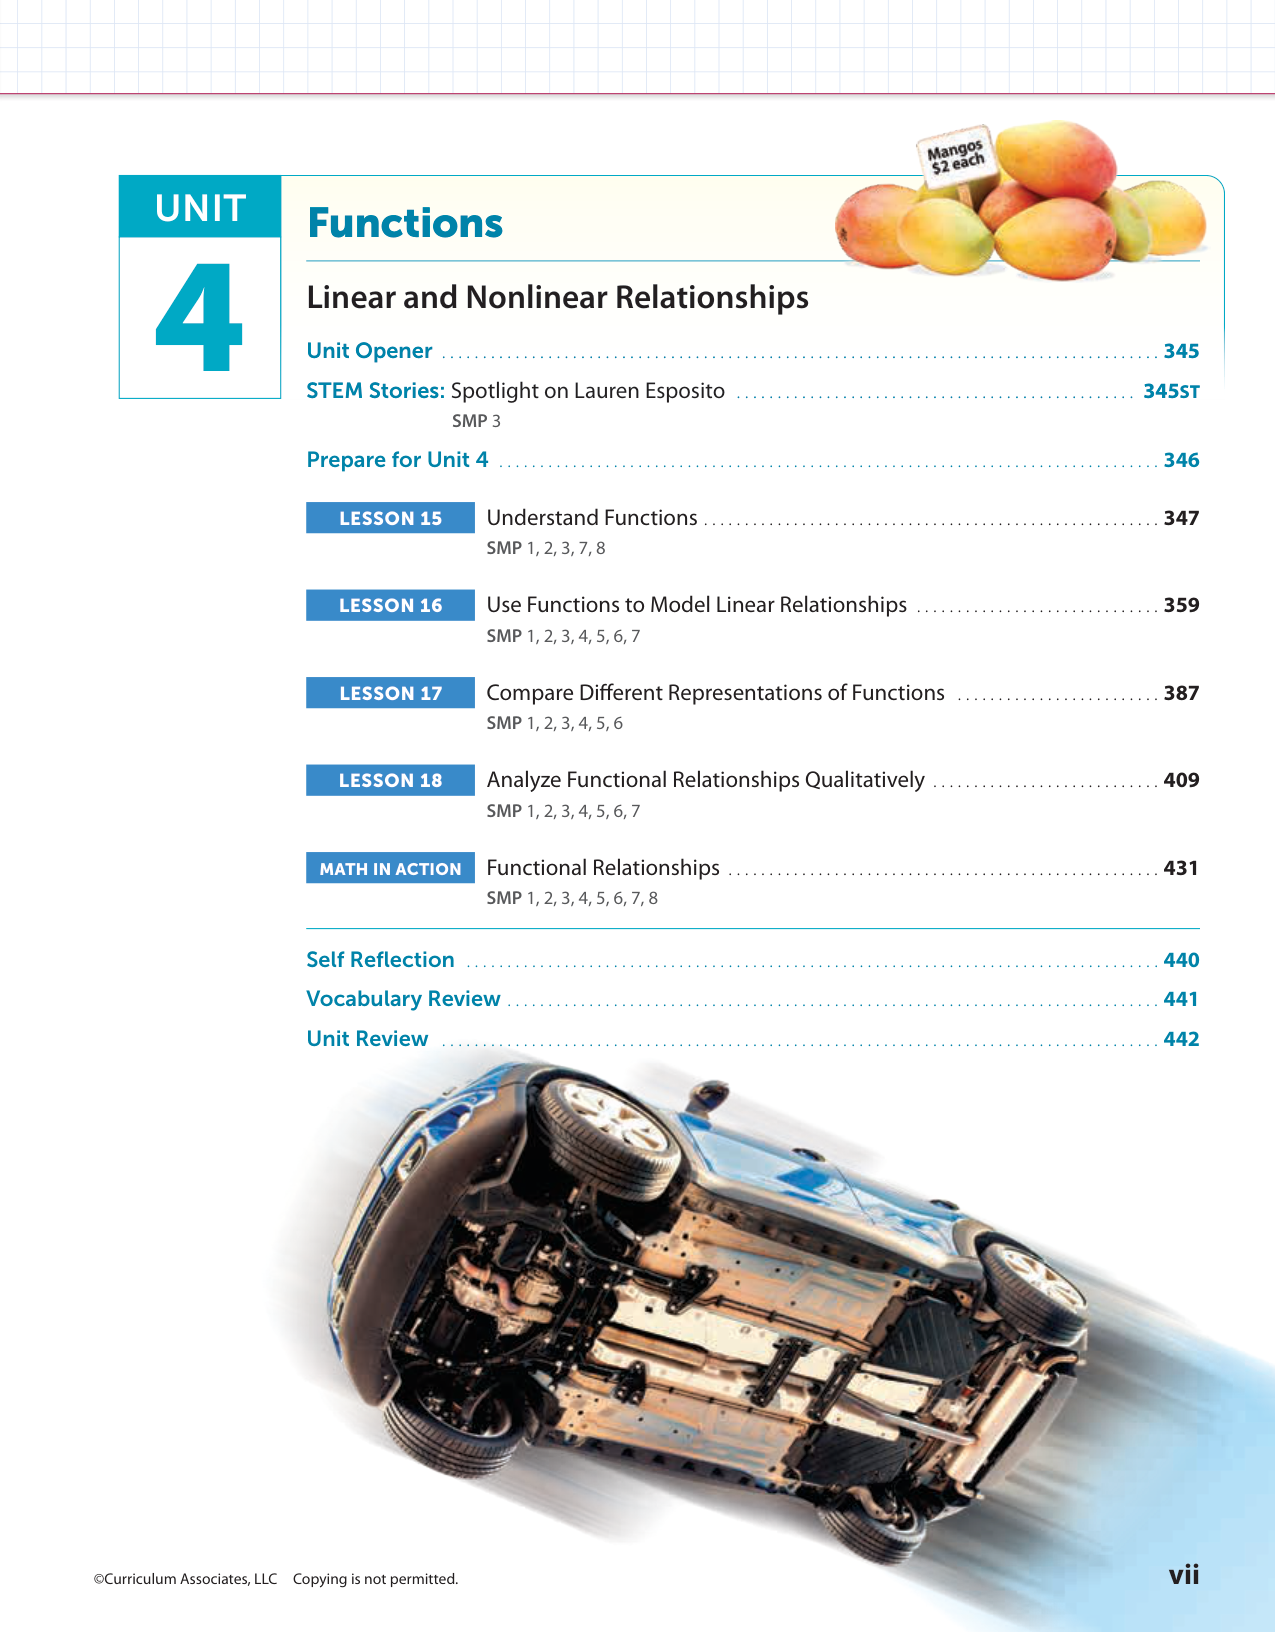 Mangos
$2 each
UNIT
4
Functions
Linear and Nonlinear Relationships
Unit Opener 345
STEM Stories: Spotlight on Lauren Esposito 345ST
SMP 3
Prepare for Unit 4 346
LESSON 15 Understand Functions 347
SMP 1, 2, 3, 7, 8
LESSON 16 Use Functions to Model Linear Relationships 359
SMP 1, 2, 3, 4, 5, 6, 7
LESSON 17 Compare Different Representations of Functions 387
SMP 1, 2, 3, 4, 5, 6
LESSON 18 Analyze Functional Relationships Qualitatively 409
SMP 1, 2, 3, 4, 5, 6, 7
MATH IN ACTION Functional Relationships 431
SMP 1, 2, 3, 4, 5, 6, 7, 8
Self Reflection 440
Vocabulary Review 441
Unit Review 442
©Curriculum Associates, LLC Copying is not permitted.
vii